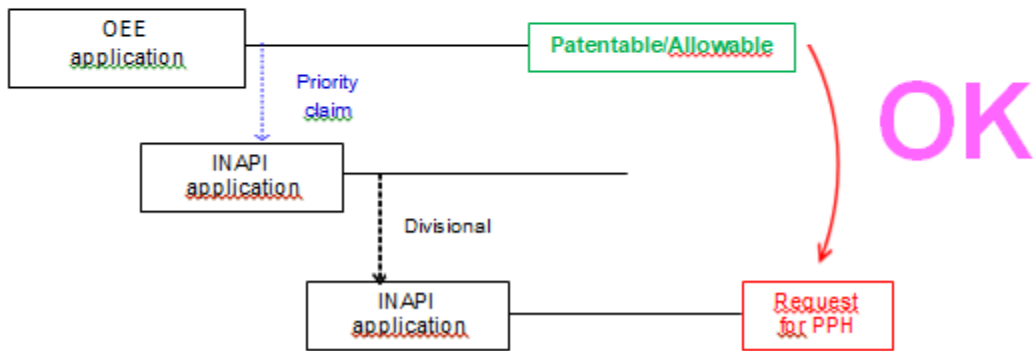 OEE
application
Patentable/Allowable
Priority
claim
OK
INAPI
application
Divisional
INAPI
application
Request
for PPH